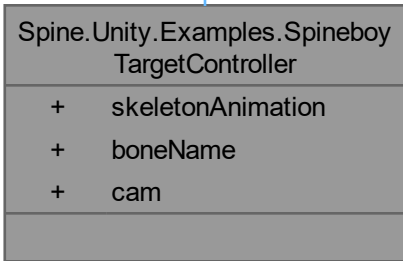 Spine.Unity.Examples.Spineboy
TargetController
+ skeletonAnimation
+ boneName
+ cam